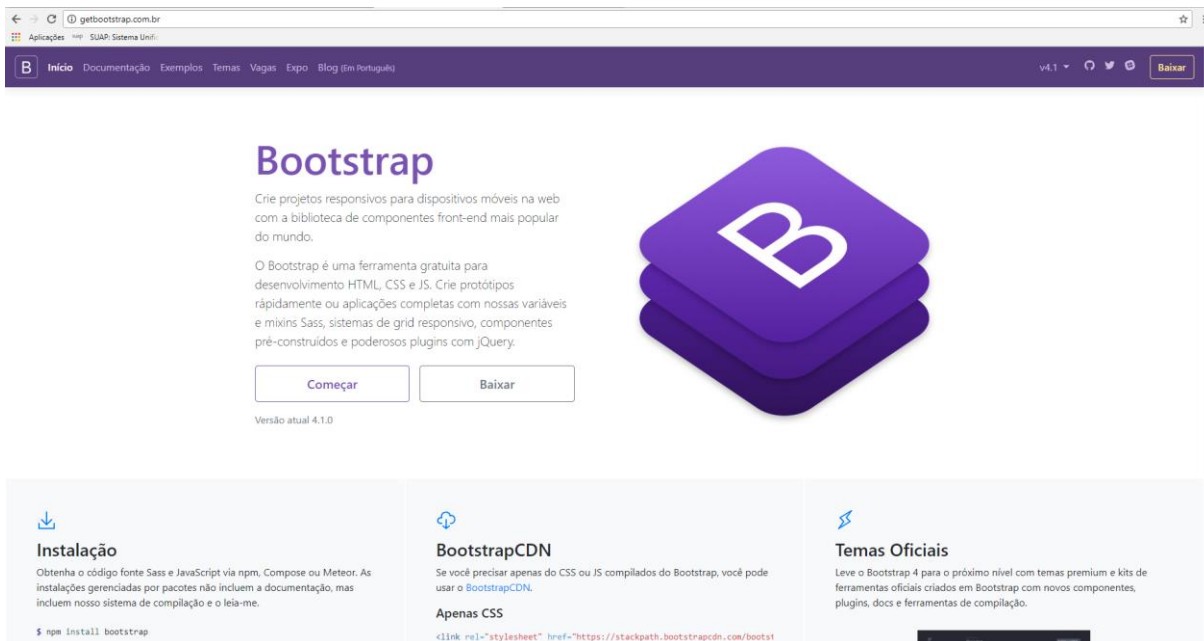 getbootstrap.com.br
Aplicações suap SUAP: Sistema Unifi
B Início Documentação Exemplos Temas Vagas Expo Blog (Em Português) v4.1 Baixar
Bootstrap
Crie projetos responsivos para dispositivos móveis na web
com a biblioteca de componentes front-end mais popular
do mundo.
O Bootstrap é uma ferramenta gratuita para
desenvolvimento HTML, CSS e JS. Crie protótipos
rápidamente ou aplicações completas com nossas variáveis
e mixins Sass, sistemas de grid responsivo, componentes
pré-construídos e poderosos plugins com jQuery.
Começar Baixar
Versão atual 4.1.0
B
Instalação
Obtenha o código fonte Sass e JavaScript via npm, Compose ou Meteor. As
instalações gerenciadas por pacotes não incluem a documentação, mas
incluem nosso sistema de compilação e o leia-me.
$ npm install bootstrap
BootstrapCDN
Se você precisar apenas do CSS ou JS compilados do Bootstrap, você pode
usar o BootstrapCDN.
Apenas CSS
<link rel="stylesheet" href="https://stackpath.bootstrapcdn.com/bootst
Temas Oficiais
Leve o Bootstrap 4 para o próximo nível com temas premium e kits de
ferramentas oficiais criados em Bootstrap com novos componentes,
plugins, docs e ferramentas de compilação.